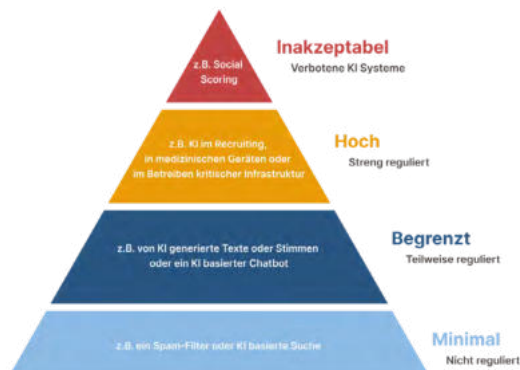 z.B. Social
Scoring
Inakzeptabel
Verbotene KI Systeme
z.B. KI im Recruiting,
in medizinischen Geräten oder
im Betreiben kritischer Infrastruktur
Hoch
Streng reguliert
z.B. von KI generierte Texte oder Stimmen
oder ein KI basierter Chatbot
Begrenzt
Teilweise reguliert
z.B. ein Spam-Filter oder KI basierte Suche
Minimal
Nicht reguliert